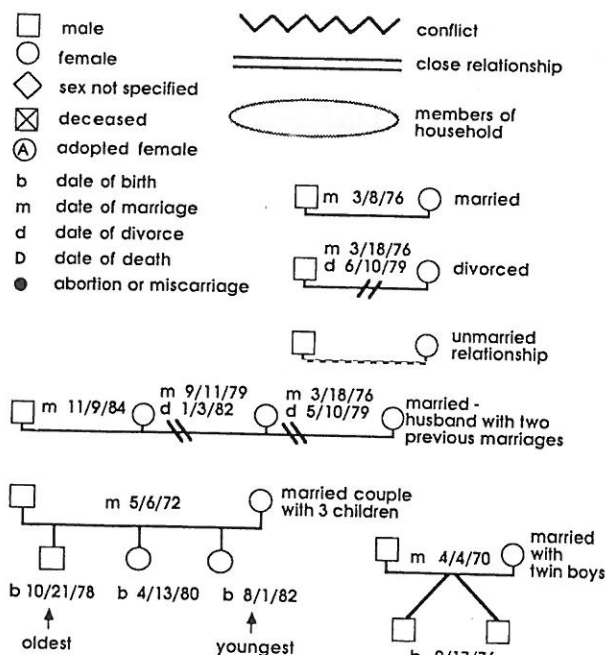 male
female
sex not specified
deceased
A adopted female
b date of birth
m date of marriage
d date of divorce
D date of death
abortion or miscarriage
conflict
close relationship
members of
household
m 3/8/76
married
m 3/18/76
d 6/10/79
divorced
unmarried
relationship
m 11/9/84
m 9/11/79
d 1/3/82
m 3/18/76
d 5/10/79
married -
husband with two
previous marriages
m 5/6/72
married couple
with 3 children
b 10/21/78 b 4/13/80 b 8/1/82
oldest youngest
m 4/4/70
married
with
twin boys